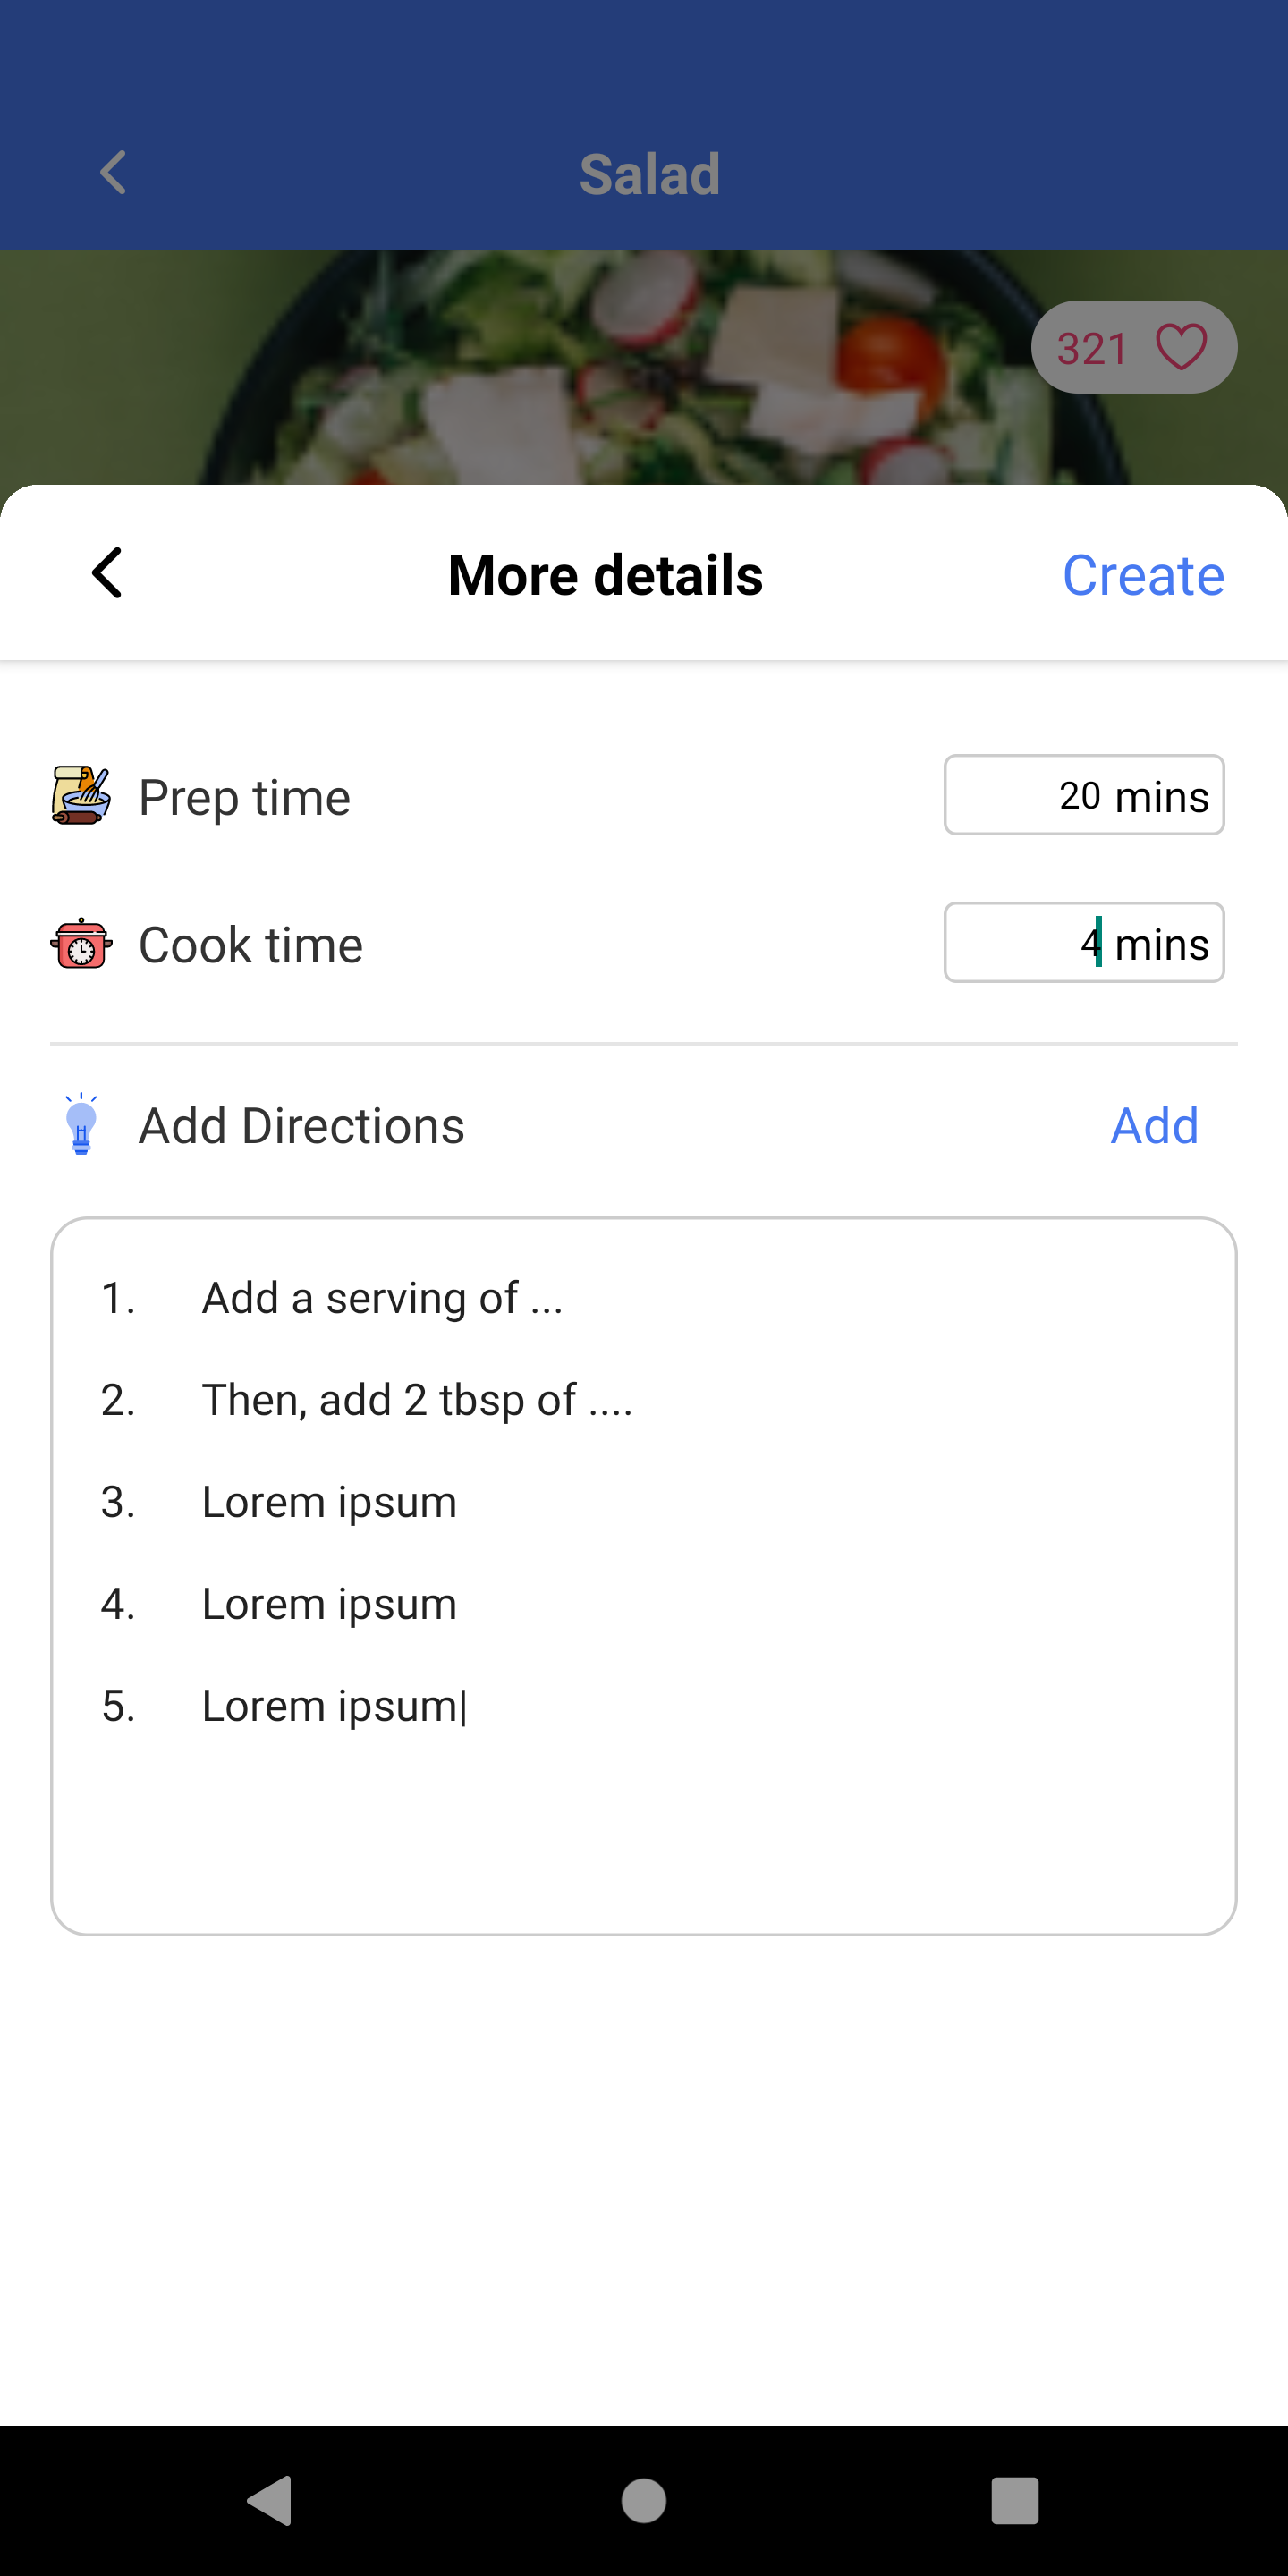 Salad
321
More details Create
Prep time 20 mins
Cook time 4 mins
Add Directions Add
1. Add a serving of ...
2. Then, add 2 tbsp of ....
3. Lorem ipsum
4. Lorem ipsum
5. Lorem ipsum